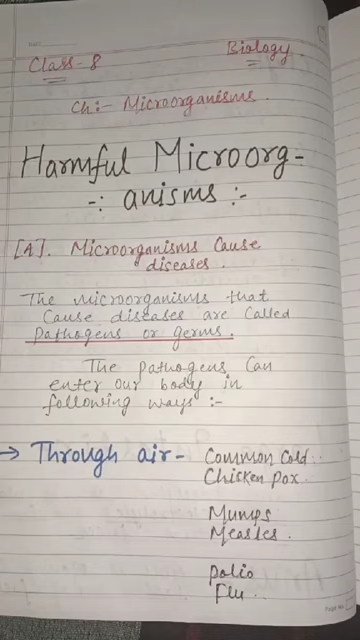 Class-8
Biology
Ch:- Microorganisms.
Harmful Microorg-
-: anisms :-
[A]. Microorganisms Cause
diseases.
The microorganisms that
Cause diseases are Called
pathogens or germs.
The pathogens Can
enter our body in
following ways :-
→ Through air- Common Cold
Chicken pox
Mumps
Measles.
polio
Flu